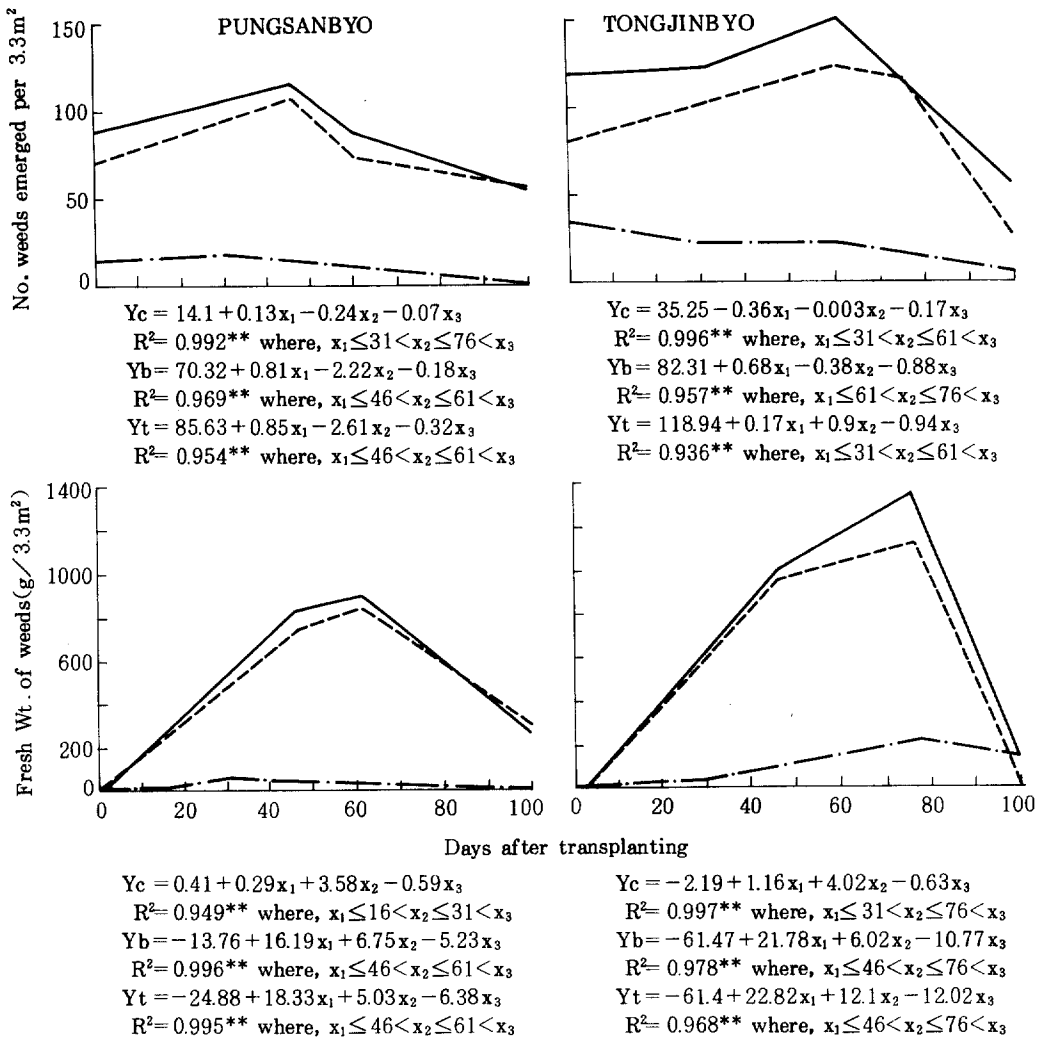 PUNGSANBYO
TONGJINBYO
No. weeds emerged per 3.3m²
150
100
50
0
Yc = 14.1+0.13x₁−0.24x₂−0.07x₃
R²= 0.992** where, x₁≤31<x₂≤76<x₃
Yb = 70.32+0.81x₁−2.22x₂−0.18x₃
R²= 0.969** where, x₁≤46<x₂≤61<x₃
Yt = 85.63+0.85x₁−2.61x₂−0.32x₃
R²= 0.954** where, x₁≤46<x₂≤61<x₃
Yc = 35.25−0.36x₁−0.003x₂−0.17x₃
R²= 0.996** where, x₁≤31<x₂≤61<x₃
Yb = 82.31+0.68x₁−0.38x₂−0.88x₃
R²= 0.957** where, x₁≤61<x₂≤76<x₃
Yt = 118.94+0.17x₁+0.9x₂−0.94x₃
R²= 0.936** where, x₁≤31<x₂≤61<x₃
Fresh Wt. of weeds(g/3.3m²)
1400
1000
600
200
0
0 20 40 60 80 100
0 20 40 60 80 100
Days after transplanting
Yc = 0.41+0.29x₁+3.58x₂−0.59x₃
R²= 0.949** where, x₁≤16<x₂≤31<x₃
Yb=−13.76+16.19x₁+6.75x₂−5.23x₃
R²= 0.996** where, x₁≤46<x₂≤61<x₃
Yt=−24.88+18.33x₁+5.03x₂−6.38x₃
R²= 0.995** where, x₁≤46<x₂≤61<x₃
Yc=−2.19+1.16x₁+4.02x₂−0.63x₃
R²= 0.997** where, x₁≤31<x₂≤76<x₃
Yb=−61.47+21.78x₁+6.02x₂−10.77x₃
R²= 0.978** where, x₁≤46<x₂≤76<x₃
Yt=−61.4+22.82x₁+12.1x₂−12.02x₃
R²= 0.968** where, x₁≤46<x₂≤76<x₃